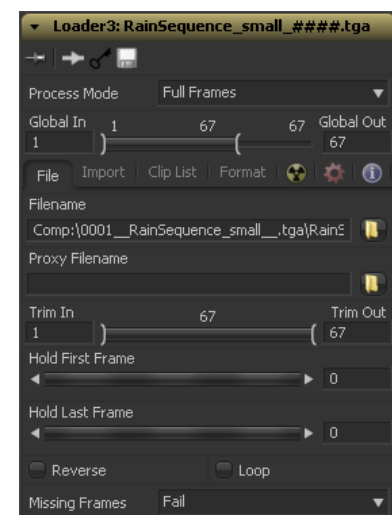 Loader3: RainSequence_small_####.tga
Process Mode Full Frames
Global In 1 67 67 Global Out
1 67
File Import Clip List Format
Filename
Comp:\0001__RainSequence_small__.tga\RainS
Proxy Filename
Trim In 67 Trim Out
1 67
Hold First Frame
0
Hold Last Frame
0
Reverse Loop
Missing Frames Fail